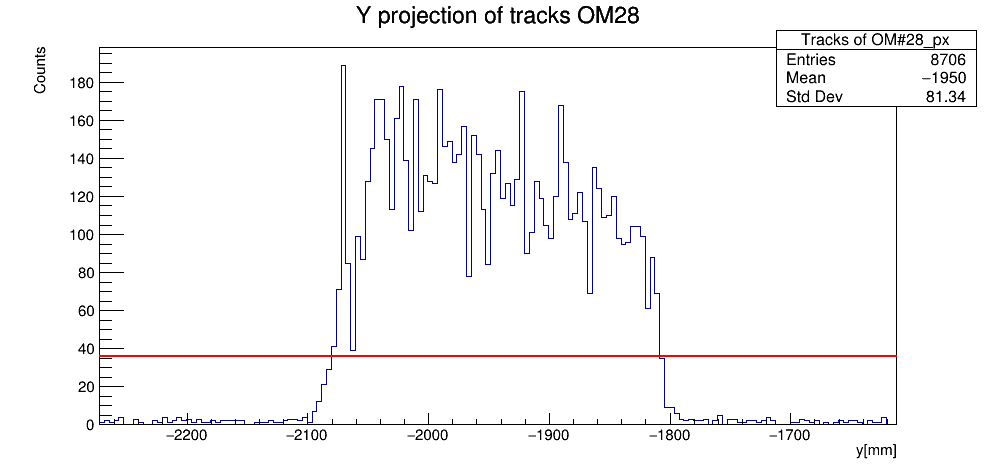 Y projection of tracks OM28
Tracks of OM#28_px
Entries 8706
Mean −1950
Std Dev 81.34
Counts
180
160
140
120
100
80
60
40
20
0
−2200 −2100 −2000 −1900 −1800 −1700
y[mm]